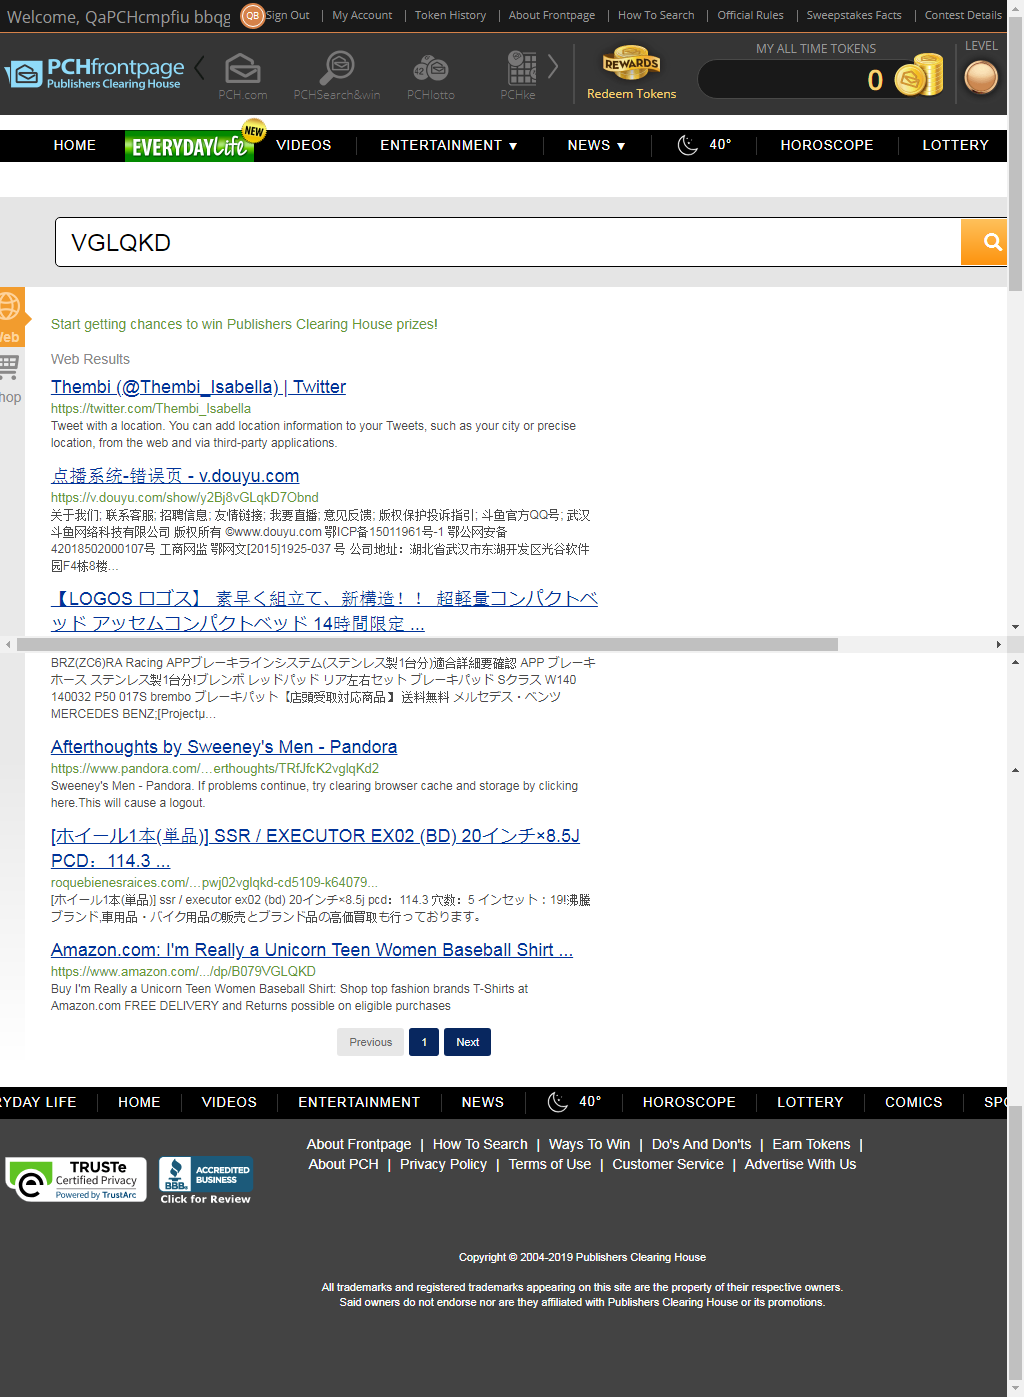 Welcome, QaPCHcmpfiu bbqg QB Sign Out | My Account | Token History | About Frontpage | How To Search | Official Rules | Sweepstakes Facts | Contest Details
PCHfrontpage
Publishers Clearing House
PCH.com PCHSearch&win PCHlotto PCHke
42
REWARDS
Redeem Tokens
MY ALL TIME TOKENS
0
LEVEL
HOME EVERYDAY Life NEW VIDEOS ENTERTAINMENT ▼ NEWS ▼ 40° HOROSCOPE LOTTERY
VGLQKD
Web
hop
Start getting chances to win Publishers Clearing House prizes!
Web Results
Thembi (@Thembi_Isabella) | Twitter
https://twitter.com/Thembi_Isabella
Tweet with a location. You can add location information to your Tweets, such as your city or precise
location, from the web and via third-party applications.
点播系统-错误页 - v.douyu.com
https://v.douyu.com/show/y2Bj8vGLqkD7Obnd
关于我们; 联系客服; 招聘信息; 友情链接; 我要直播; 意见反馈; 版权保护投诉指引; 斗鱼官方QQ号; 武汉
斗鱼网络科技有限公司 版权所有 ©www.douyu.com 鄂ICP备15011961号-1 鄂公网安备
42018502000107号 工商网监 鄂网文[2015]1925-037 号 公司地址：湖北省武汉市东湖开发区光谷软件
园F4栋8楼...
【LOGOS ロゴス】 素早く組立て、新構造！！ 超軽量コンパクトベ
ッド アッセムコンパクトベッド 14時間限定 ...
BRZ(ZC6)RA Racing APPブレーキラインシステム(ステンレス製1台分)適合詳細要確認 APP ブレーキ
ホース ステンレス製1台分!ブレンボ レッドパッド リア左右セット ブレーキパッド Sクラス W140
140032 P50 017S brembo ブレーキパット【店頭受取対応商品】 送料無料 メルセデス・ベンツ
MERCEDES BENZ;[Projectμ...
Afterthoughts by Sweeney's Men - Pandora
https://www.pandora.com/...erthoughts/TRfJfcK2vglqKd2
Sweeney's Men - Pandora. If problems continue, try clearing browser cache and storage by clicking
here.This will cause a logout.
[ホイール1本(単品)] SSR / EXECUTOR EX02 (BD) 20インチ×8.5J
PCD：114.3 ...
roquebienesraices.com/...pwj02vglqkd-cd5109-k64079...
[ホイール1本(単品)] ssr / executor ex02 (bd) 20インチ×8.5j pcd：114.3 穴数：5 インセット：19!沸騰
ブランド,車用品・バイク用品の販売とブランド品の高価買取も行っております。
Amazon.com: I'm Really a Unicorn Teen Women Baseball Shirt ...
https://www.amazon.com/.../dp/B079VGLQKD
Buy I'm Really a Unicorn Teen Women Baseball Shirt: Shop top fashion brands T-Shirts at
Amazon.com FREE DELIVERY and Returns possible on eligible purchases
Previous 1 Next
RYDAY LIFE HOME VIDEOS ENTERTAINMENT NEWS 40° HOROSCOPE LOTTERY COMICS SPO
About Frontpage | How To Search | Ways To Win | Do's And Don'ts | Earn Tokens |
About PCH | Privacy Policy | Terms of Use | Customer Service | Advertise With Us
TRUSTe
Certified Privacy
Powered by TrustArc
BBB.
ACCREDITED
BUSINESS
Click for Review
Copyright © 2004-2019 Publishers Clearing House
All trademarks and registered trademarks appearing on this site are the property of their respective owners.
Said owners do not endorse nor are they affiliated with Publishers Clearing House or its promotions.